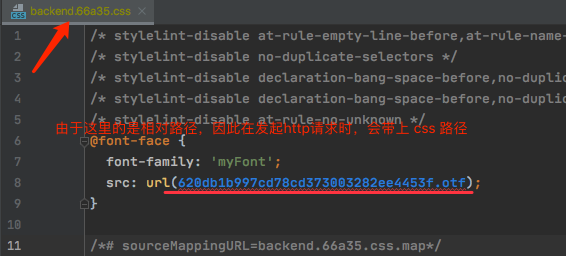 CSS backend.66a35.css ×
1 /* stylelint-disable at-rule-empty-line-before,at-rule-name-
2 /* stylelint-disable no-duplicate-selectors */
3 /* stylelint-disable declaration-bang-space-before,no-duplic
4 /* stylelint-disable declaration-bang-space-before,no-duplic
5 /* stylelint-disable at-rule-no-unknown */
由于这里的是相对路径，因此在发起http请求时，会带上 css 路径
6 @font-face {
7 font-family: 'myFont';
8 src: url(620db1b997cd78cd373003282ee4453f.otf);
9 }
10
11 /*# sourceMappingURL=backend.66a35.css.map*/